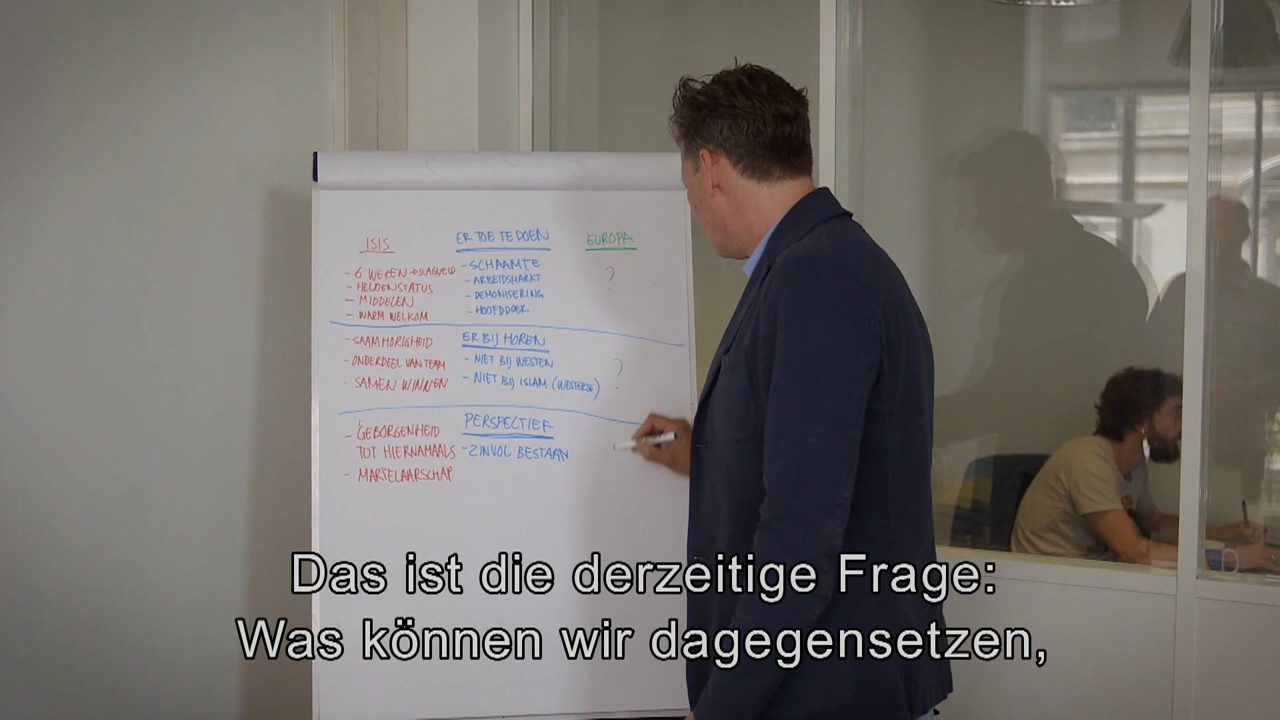 ISIS
- 6 WEKEN → SLAGVELD
- HELDENSTATUS
- MIDDELEN
- WARM WELKOM
ER TOE TE DOEN
- SCHAAMTE
- ARBEIDSMARKT
- DEMONISERING
- HOOFDDOEK
EUROPA
?
- SAAMHORIGHEID
- ONDERDEEL VAN TEAM
- SAMEN WINNEN
ER BIJ HOREN
- NIET BIJ WESTEN
- NIET BIJ ISLAM (WESTERSE)
?
- GEBORGENHEID
TOT HIERNAMAALS
- MARTELAARSCHAP
PERSPECTIEF
- ZINVOL BESTAAN
Das ist die derzeitige Frage:
Was können wir dagegensetzen,